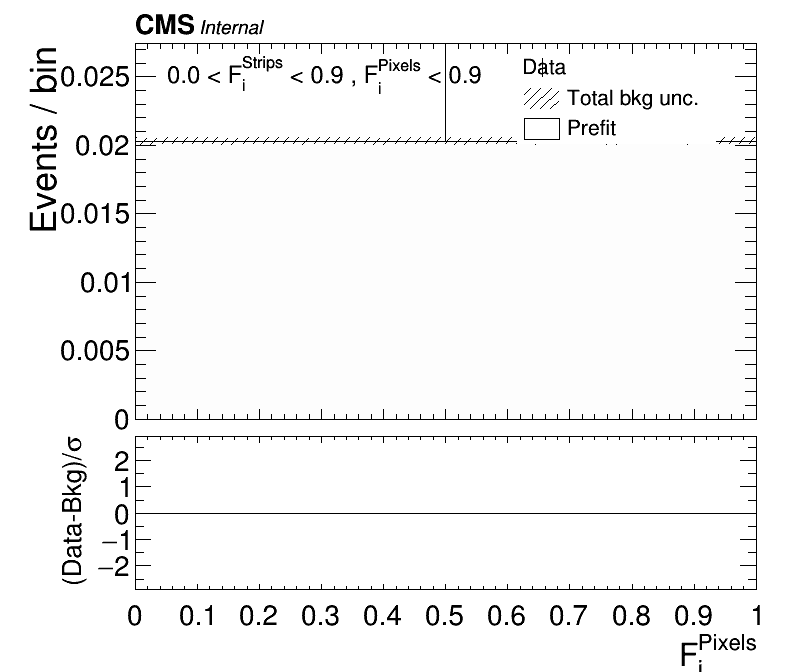 CMS Internal
0.0 < F_i^Strips < 0.9 , F_i^Pixels < 0.9
Data
Total bkg unc.
Prefit
Events / bin
0.025
0.02
0.015
0.01
0.005
0
(Data-Bkg)/σ
2
1
0
−1
−2
0 0.1 0.2 0.3 0.4 0.5 0.6 0.7 0.8 0.9 1
F_i^Pixels